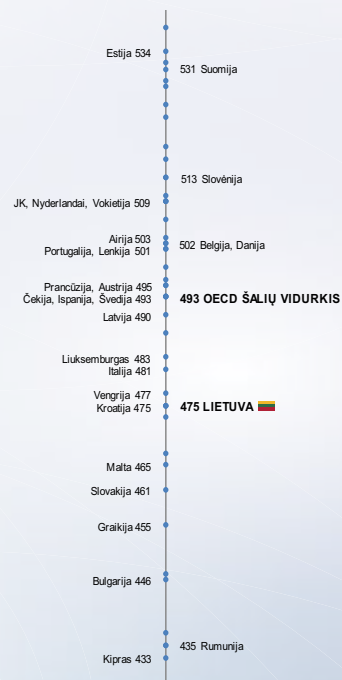 Estija 534
531 Suomija
513 Slovėnija
JK, Nyderlandai, Vokietija 509
Airija 503
502 Belgija, Danija
Portugalija, Lenkija 501
Prancūzija, Austrija 495
Čekija, Ispanija, Švedija 493
493 OECD ŠALIŲ VIDURKIS
Latvija 490
Liuksemburgas 483
Italija 481
Vengrija 477
Kroatija 475
475 LIETUVA
Malta 465
Slovakija 461
Graikija 455
Bulgarija 446
435 Rumunija
Kipras 433